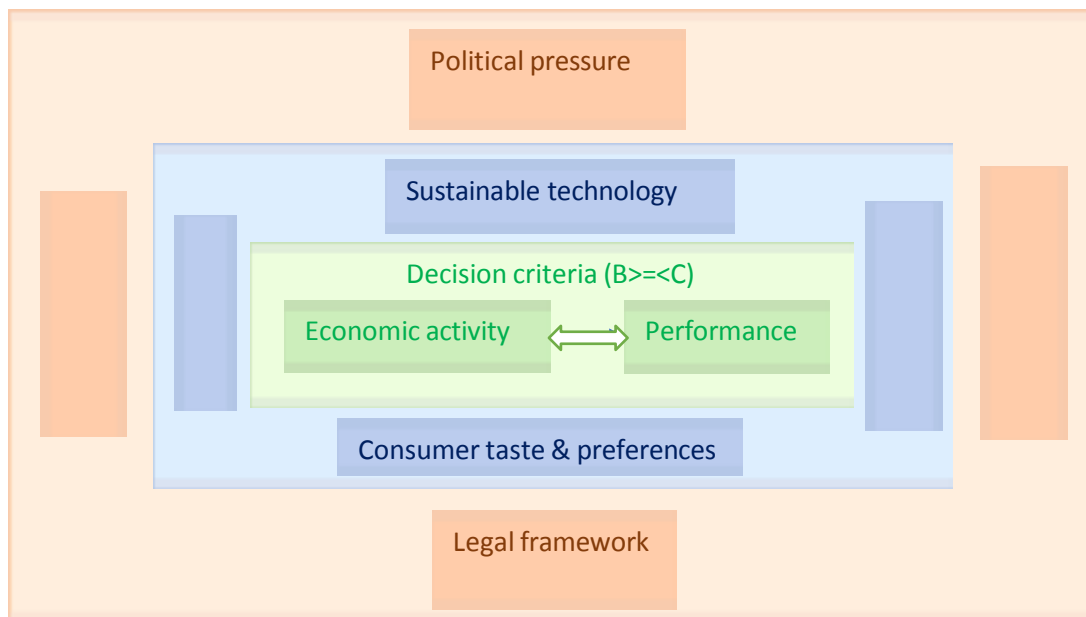 Political pressure
Sustainable technology
Decision criteria (B>=<C)
Economic activity
Performance
Consumer taste & preferences
Legal framework